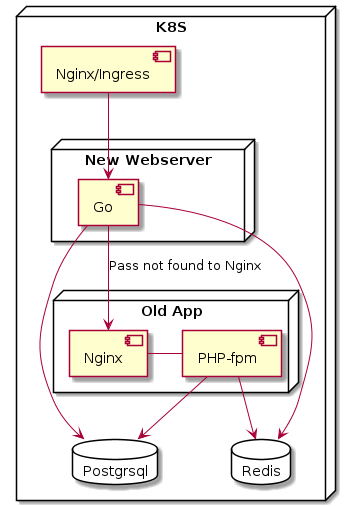 K8S
Nginx/Ingress
New Webserver
Go
Pass not found to Nginx
Old App
Nginx
PHP-fpm
Postgrsql
Redis